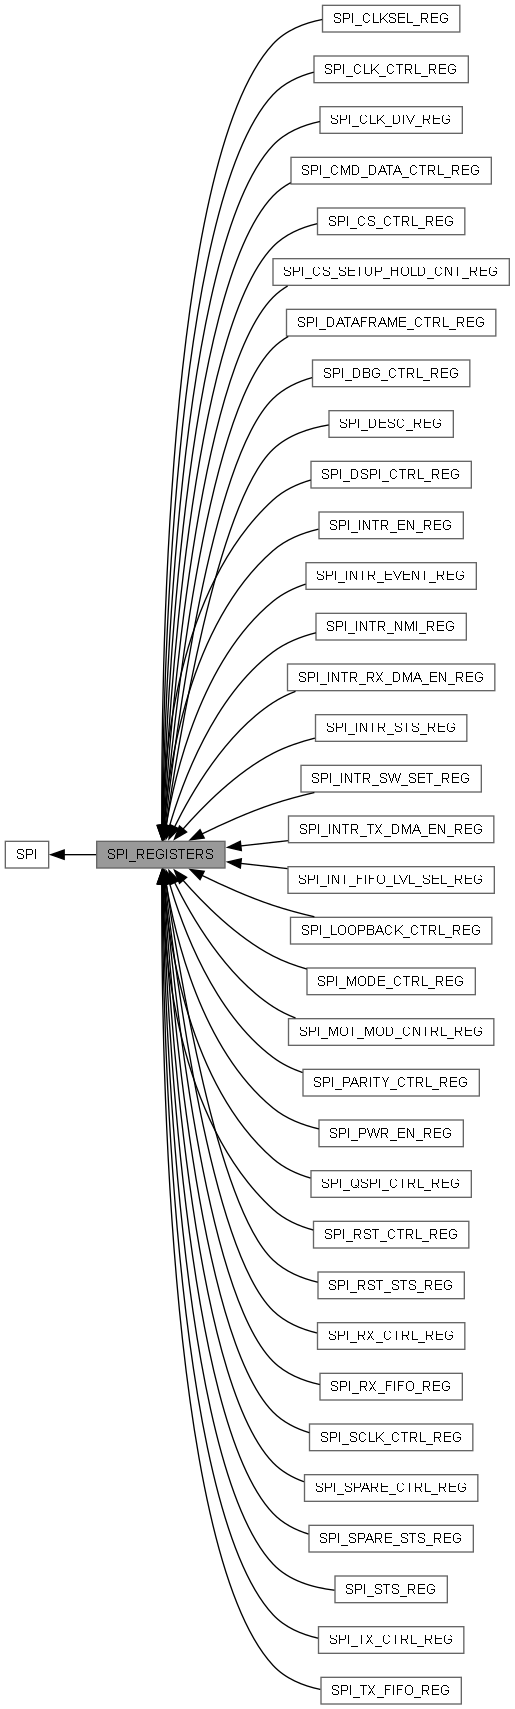 SPI_CLKSEL_REG
SPI_CLK_CTRL_REG
SPI_CLK_DIV_REG
SPI_CMD_DATA_CTRL_REG
SPI_CS_CTRL_REG
SPI_CS_SETUP_HOLD_CNT_REG
SPI_DATAFRAME_CTRL_REG
SPI_DBG_CTRL_REG
SPI_DESC_REG
SPI_DSPI_CTRL_REG
SPI_INTR_EN_REG
SPI_INTR_EVENT_REG
SPI_INTR_NMI_REG
SPI_INTR_RX_DMA_EN_REG
SPI_INTR_STS_REG
SPI_INTR_SW_SET_REG
SPI_INTR_TX_DMA_EN_REG
SPI
SPI_REGISTERS
SPI_INT_FIFO_LVL_SEL_REG
SPI_LOOPBACK_CTRL_REG
SPI_MODE_CTRL_REG
SPI_MOT_MOD_CNTRL_REG
SPI_PARITY_CTRL_REG
SPI_PWR_EN_REG
SPI_QSPI_CTRL_REG
SPI_RST_CTRL_REG
SPI_RST_STS_REG
SPI_RX_CTRL_REG
SPI_RX_FIFO_REG
SPI_SCLK_CTRL_REG
SPI_SPARE_CTRL_REG
SPI_SPARE_STS_REG
SPI_STS_REG
SPI_TX_CTRL_REG
SPI_TX_FIFO_REG